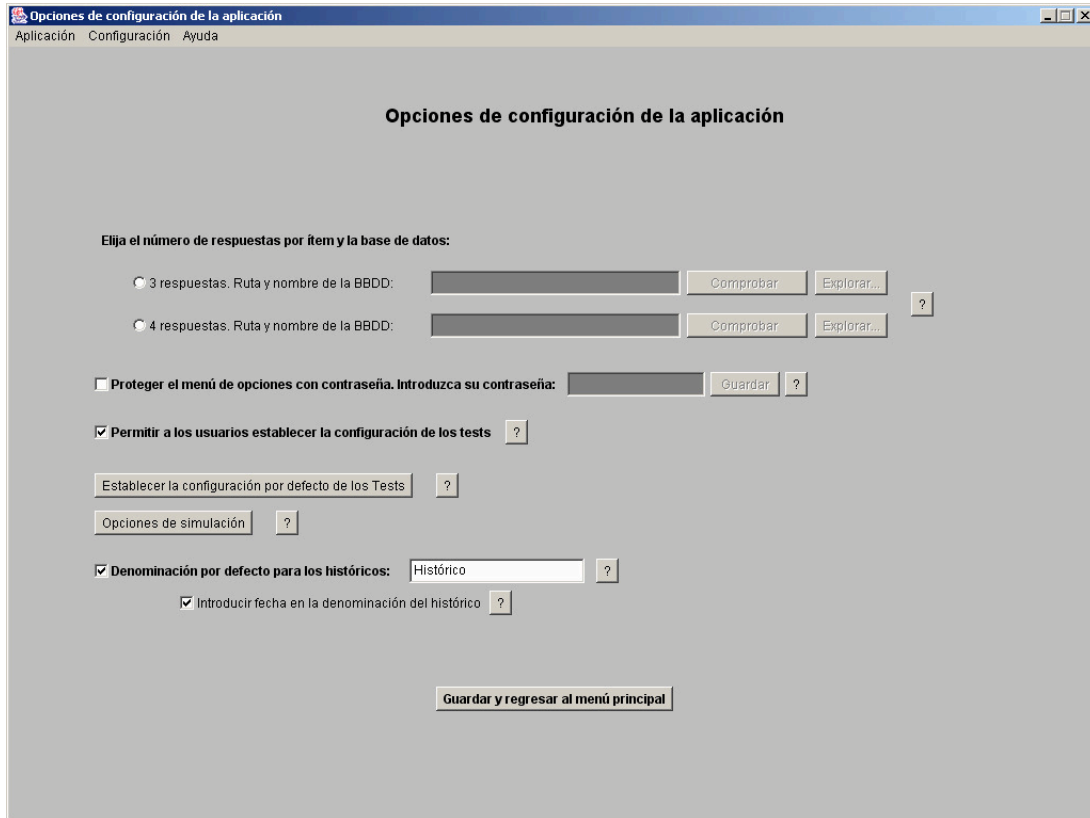 Opciones de configuración de la aplicación
Aplicación Configuración Ayuda
Opciones de configuración de la aplicación
Elija el número de respuestas por ítem y la base de datos:
3 respuestas. Ruta y nombre de la BBDD: Comprobar Explorar...
?
4 respuestas. Ruta y nombre de la BBDD: Comprobar Explorar...
Proteger el menú de opciones con contraseña. Introduzca su contraseña: Guardar ?
Permitir a los usuarios establecer la configuración de los tests ?
Establecer la configuración por defecto de los Tests ?
Opciones de simulación ?
Denominación por defecto para los históricos: Histórico ?
Introducir fecha en la denominación del histórico ?
Guardar y regresar al menú principal